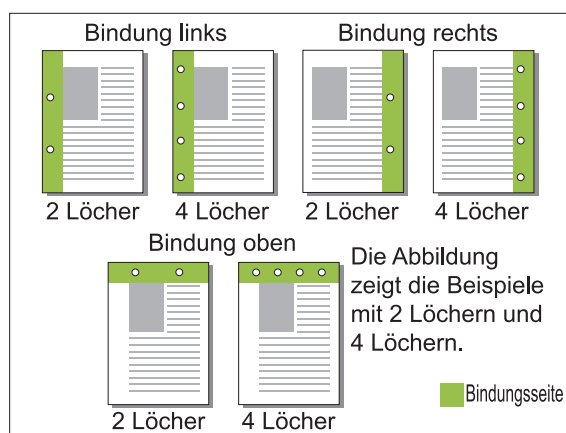 Bindung links
Bindung rechts
2 Löcher
4 Löcher
2 Löcher
4 Löcher
Bindung oben
2 Löcher
4 Löcher
Die Abbildung
zeigt die Beispiele
mit 2 Löchern und
4 Löchern.
Bindungsseite